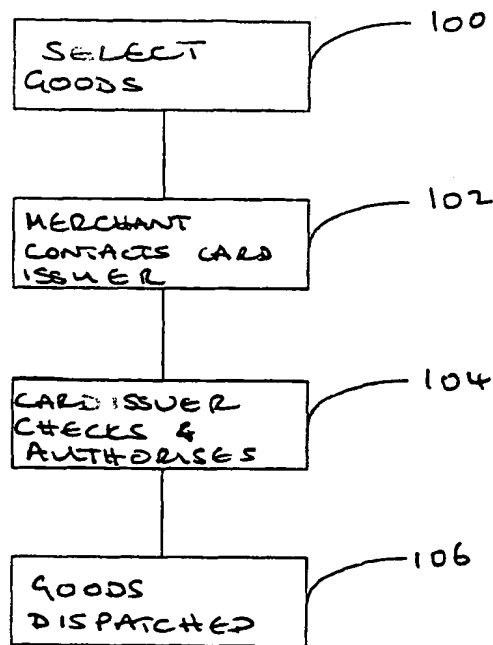 100
SELECT
GOODS
102
MERCHANT
CONTACTS CARD
ISSUER
104
CARD ISSUER
CHECKS &
AUTHORISES
106
GOODS
DISPATCHED